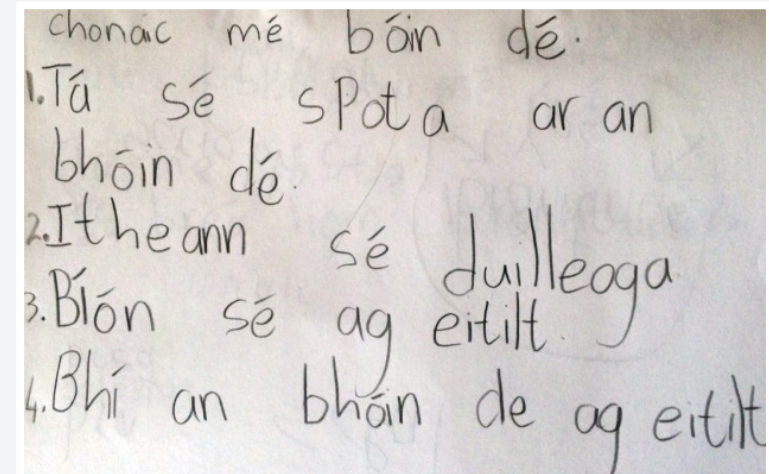 Chonaic mé bóin dé.
1. Tá sé spota ar an
bhóin dé.
2. Itheann sé duilleoga
3. Bíón sé ag eitilt.
4. Bhí an bhóin de ag eitilt